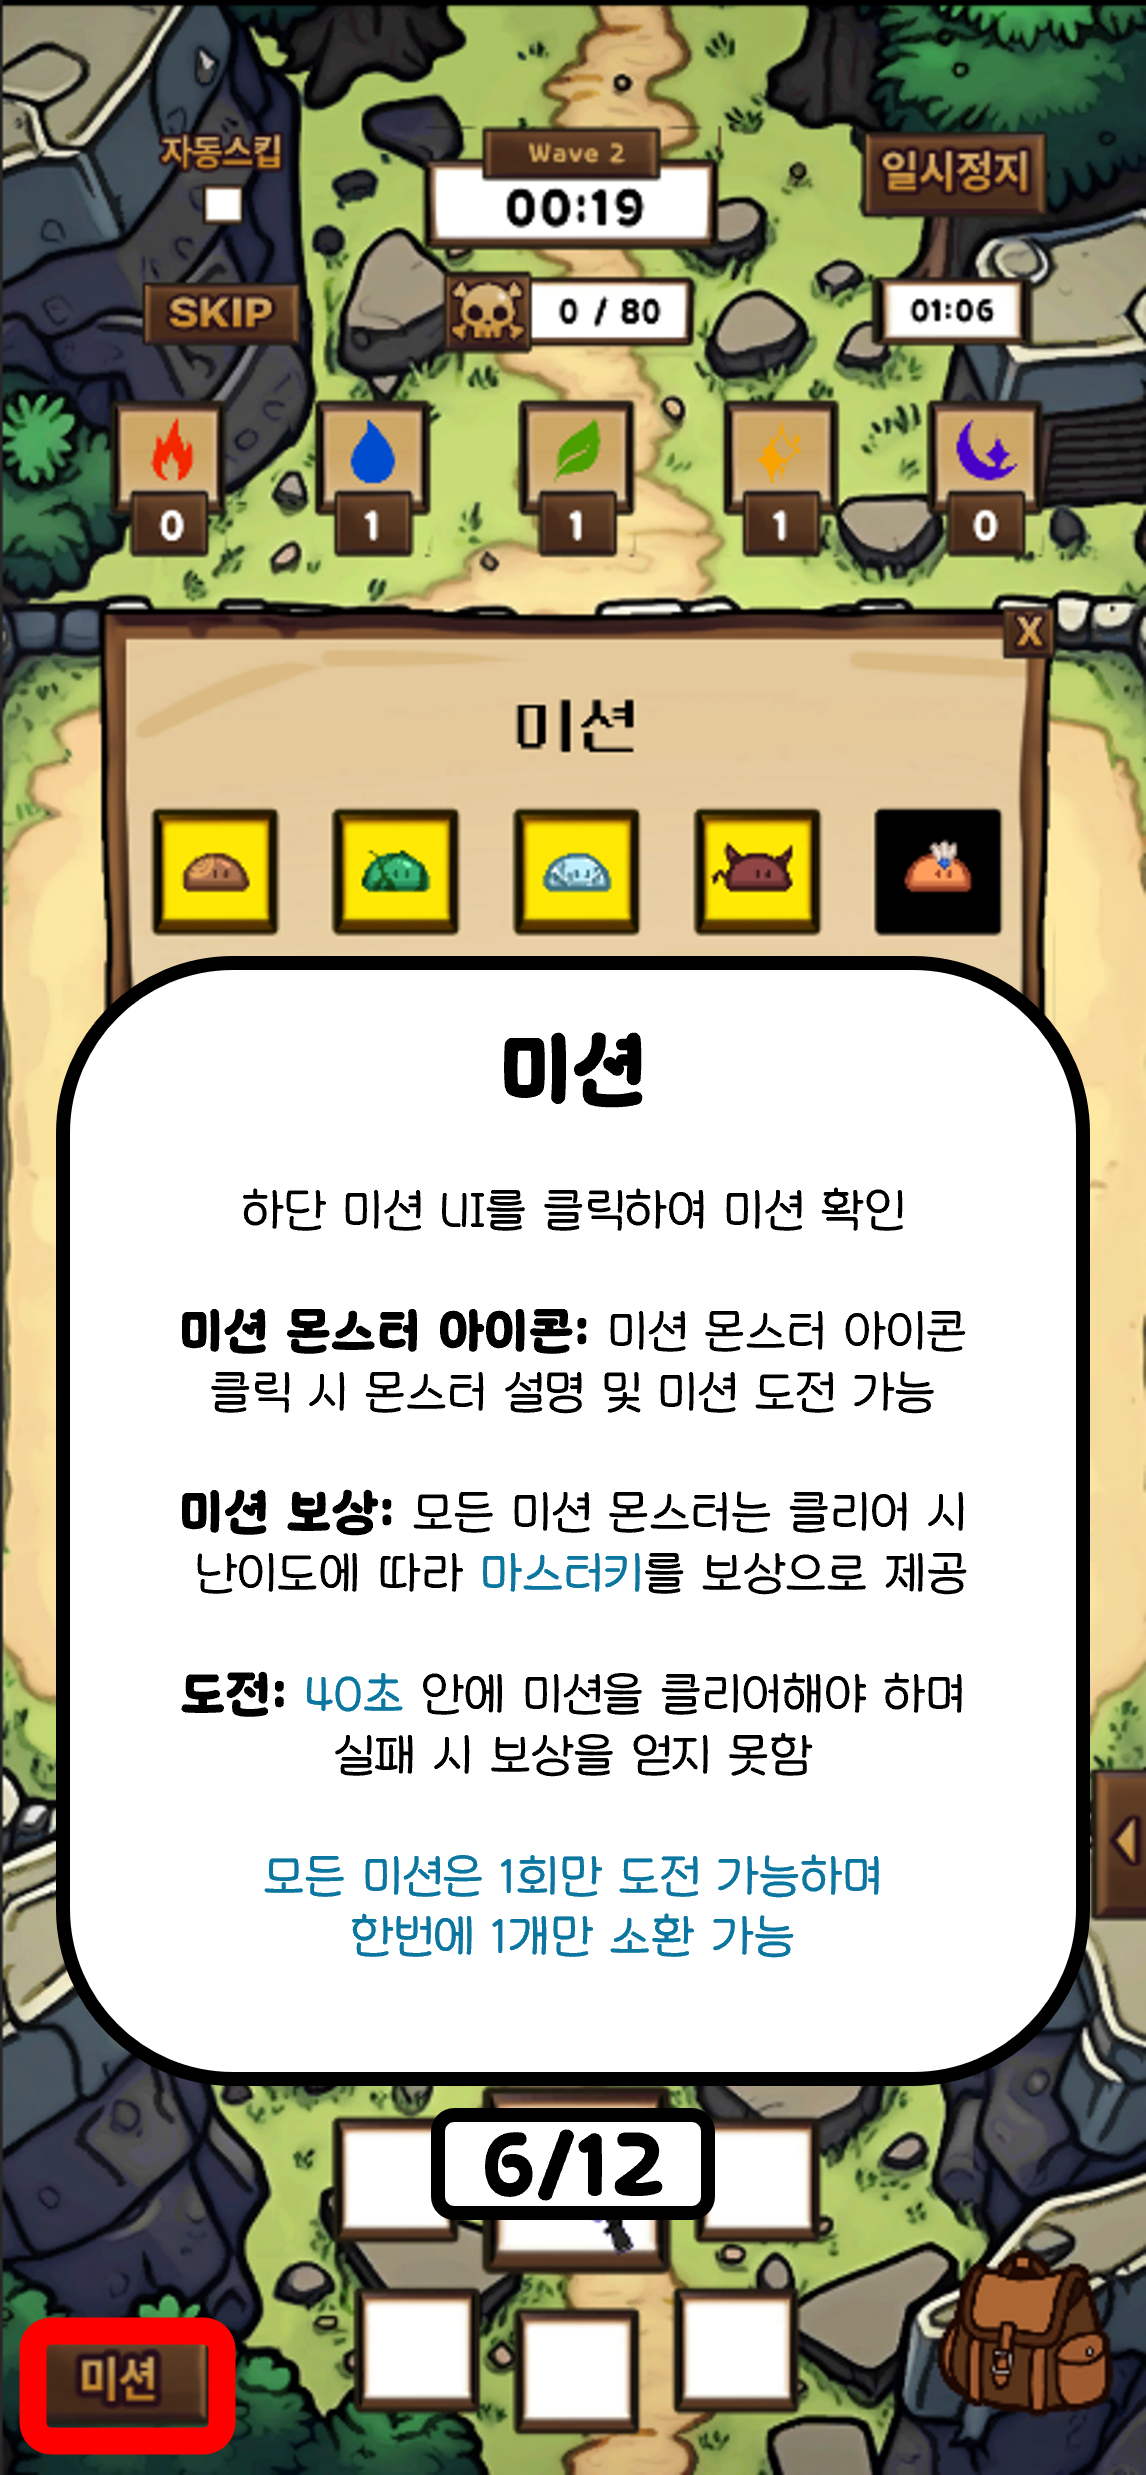 자동스킵
Wave 2
00:19
일시정지
SKIP
0 / 80
01:06
0
1
1
1
0
X
미션
미션
하단 미션 UI를 클릭하여 미션 확인
미션 몬스터 아이콘: 미션 몬스터 아이콘
클릭 시 몬스터 설명 및 미션 도전 가능
미션 보상: 모든 미션 몬스터는 클리어 시
난이도에 따라 마스터키를 보상으로 제공
도전: 40초 안에 미션을 클리어해야 하며
실패 시 보상을 얻지 못함
모든 미션은 1회만 도전 가능하며
한번에 1개만 소환 가능
6/12
미션